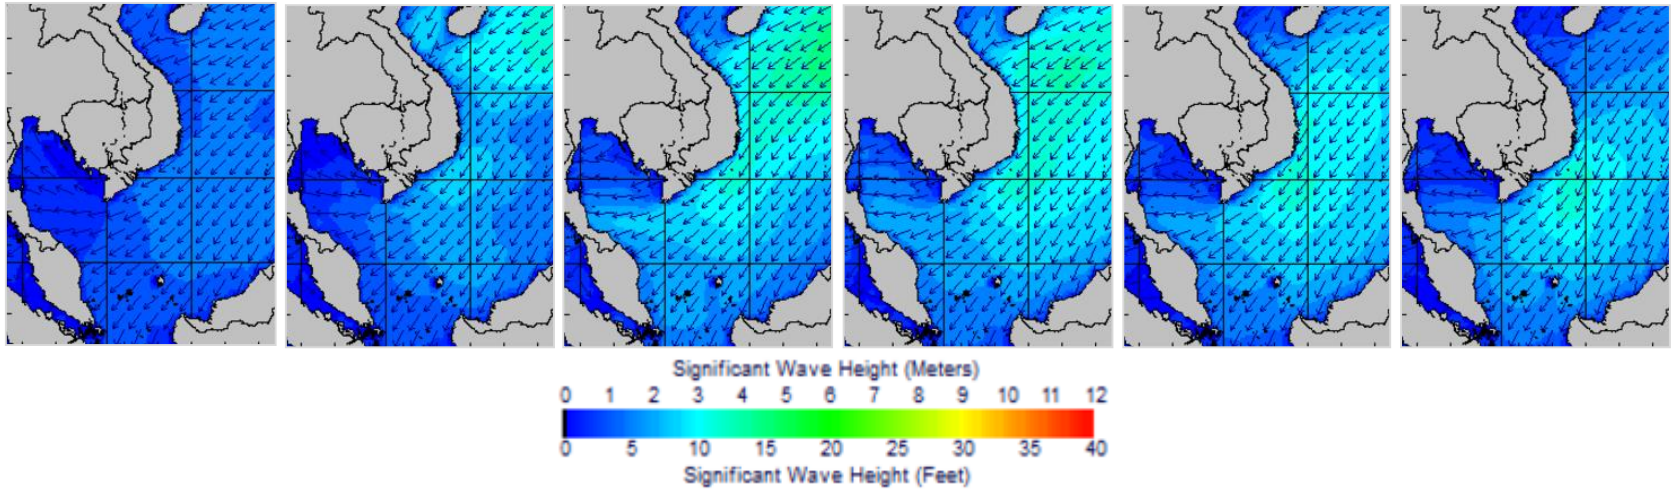 Significant Wave Height (Meters)
0 1 2 3 4 5 6 7 8 9 10 11 12
0 5 10 15 20 25 30 35 40
Significant Wave Height (Feet)